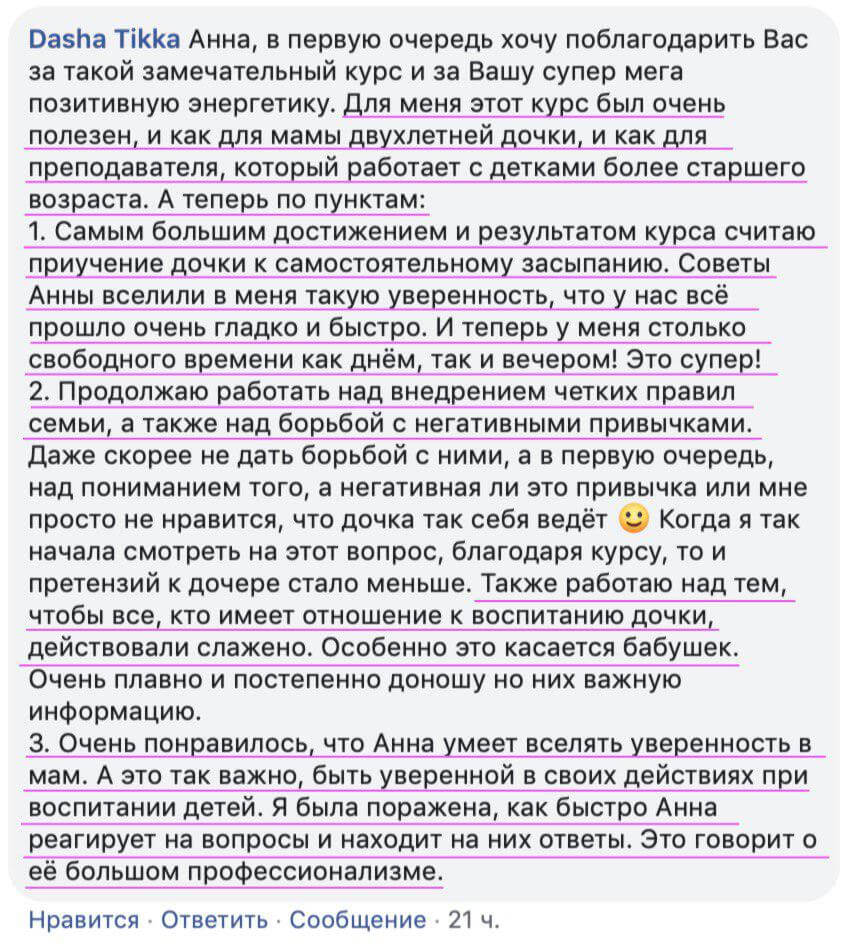 Dasha Tikka Анна, в первую очередь хочу поблагодарить Вас
за такой замечательный курс и за Вашу супер мега
позитивную энергетику. Для меня этот курс был очень
полезен, и как для мамы двухлетней дочки, и как для
преподавателя, который работает с детками более старшего
возраста. А теперь по пунктам:
1. Самым большим достижением и результатом курса считаю
приучение дочки к самостоятельному засыпанию. Советы
Анны вселили в меня такую уверенность, что у нас всё
прошло очень гладко и быстро. И теперь у меня столько
свободного времени как днём, так и вечером! Это супер!
2. Продолжаю работать над внедрением четких правил
семьи, а также над борьбой с негативными привычками.
Даже скорее не дать борьбой с ними, а в первую очередь,
над пониманием того, а негативная ли это привычка или мне
просто не нравится, что дочка так себя ведёт 🙂 Когда я так
начала смотреть на этот вопрос, благодаря курсу, то и
претензий к дочере стало меньше. Также работаю над тем,
чтобы все, кто имеет отношение к воспитанию дочки,
действовали слажено. Особенно это касается бабушек.
Очень плавно и постепенно доношу но них важную
информацию.
3. Очень понравилось, что Анна умеет вселять уверенность в
мам. А это так важно, быть уверенной в своих действиях при
воспитании детей. Я была поражена, как быстро Анна
реагирует на вопросы и находит на них ответы. Это говорит о
её большом профессионализме.
Нравится · Ответить · Сообщение · 21 ч.